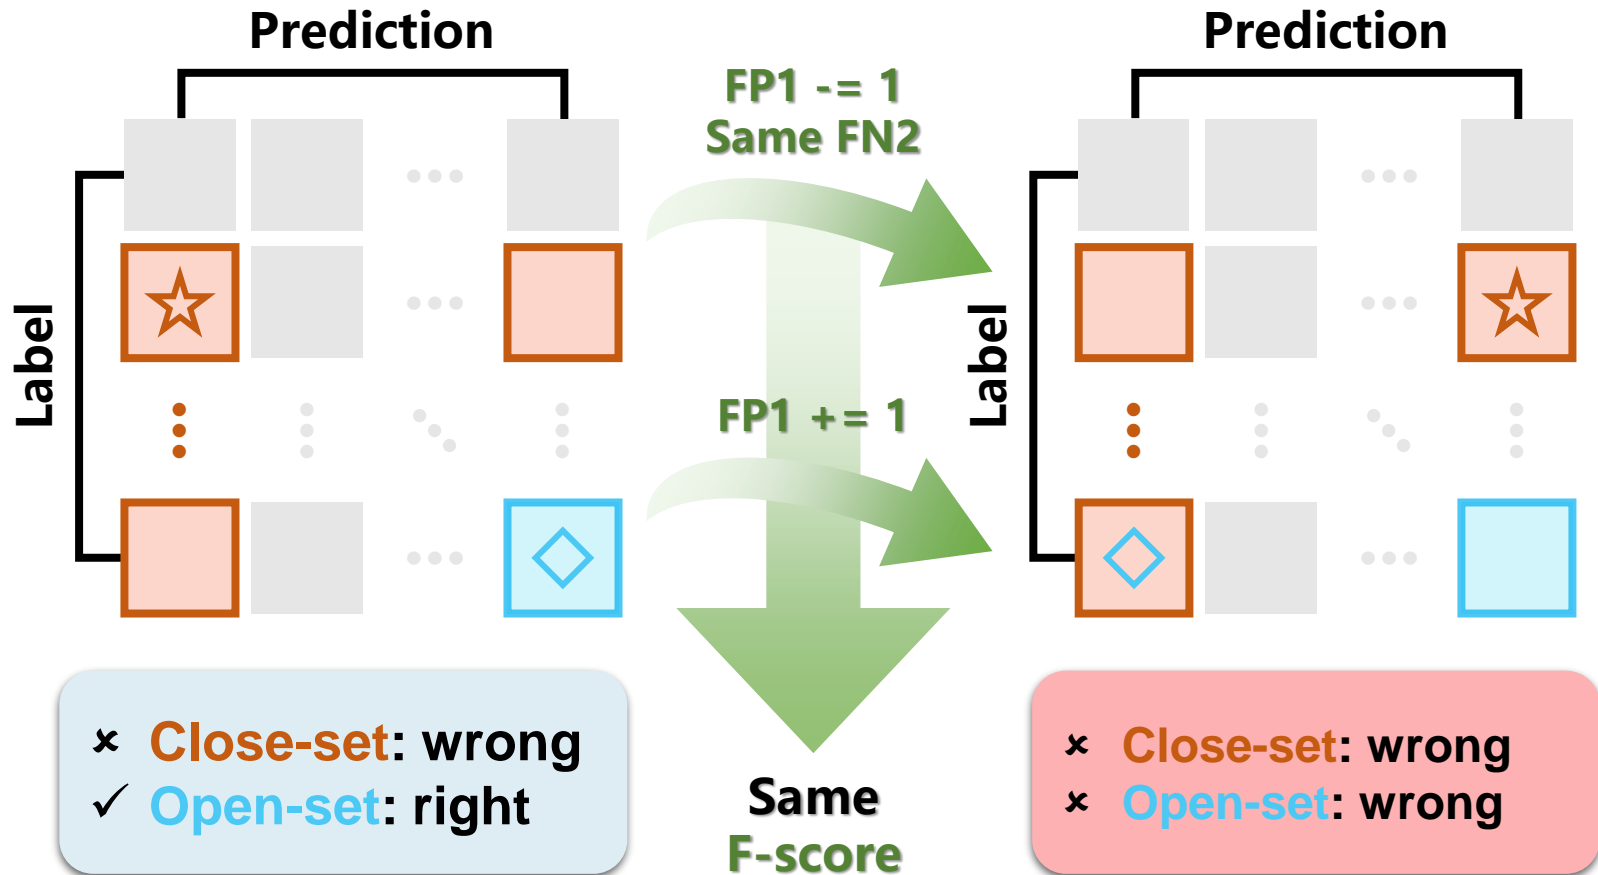 Prediction
Label
FP1 -= 1
Same FN2
FP1 += 1
Prediction
Label
× Close-set: wrong
✓ Open-set: right
Same
F-score
× Close-set: wrong
× Open-set: wrong